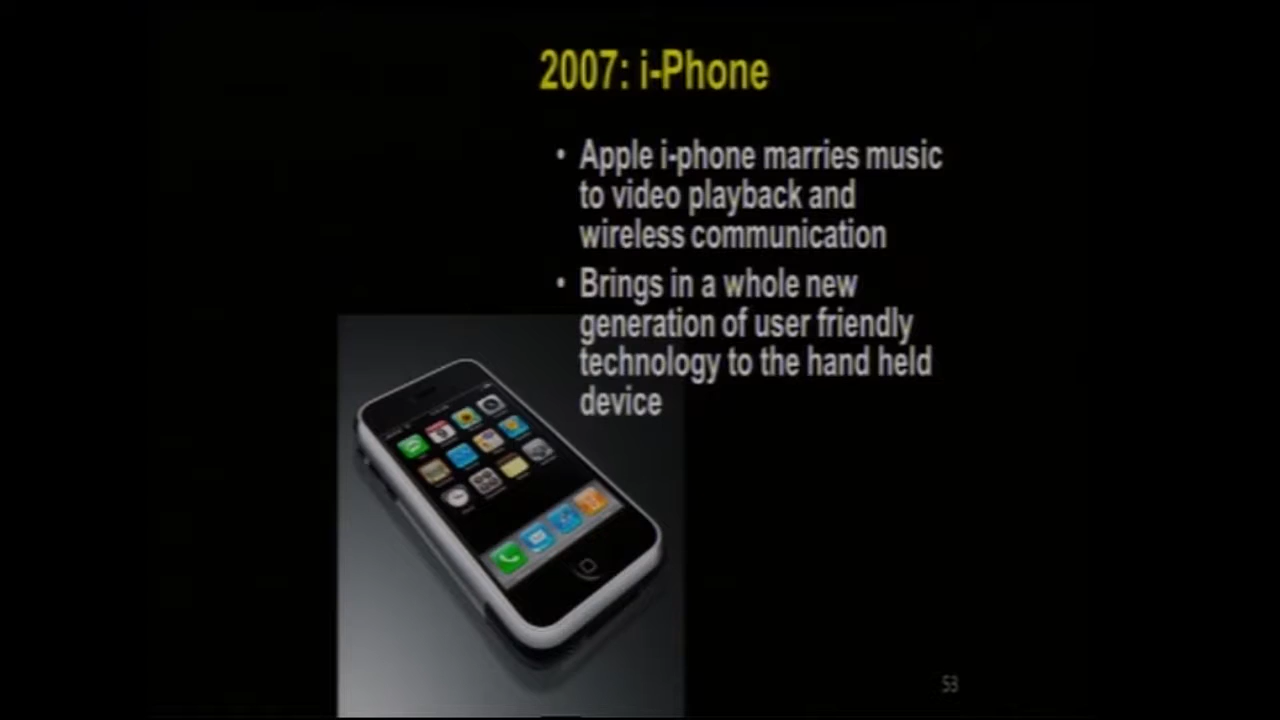 2007: i-Phone
• Apple i-phone marries music
to video playback and
wireless communication
• Brings in a whole new
generation of user friendly
technology to the hand held
device
53